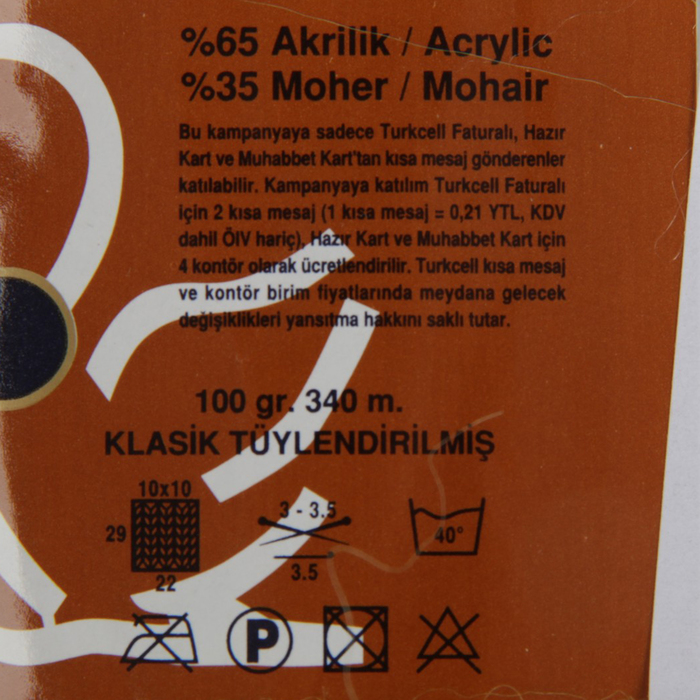 %65 Akrilik / Acrylic
%35 Moher / Mohair
Bu kampanyaya sadece Turkcell Faturalı, Hazır
Kart ve Muhabbet Kart'tan kısa mesaj gönderenler
katılabilir. Kampanyaya katılım Turkcell Faturalı
için 2 kısa mesaj (1 kısa mesaj = 0,21 YTL, KDV
dahil ÖIV hariç), Hazır Kart ve Muhabbet Kart için
4 kontör olarak ücretlendirilir. Turkcell kısa mesaj
ve kontör birim fiyatlarında meydana gelecek
değişiklikleri yansıtma hakkını saklı tutar.
100 gr. 340 m.
KLASİK TÜYLENDİRİLMİŞ
10x10
29
22
3 - 3.5
3.5
40°
P